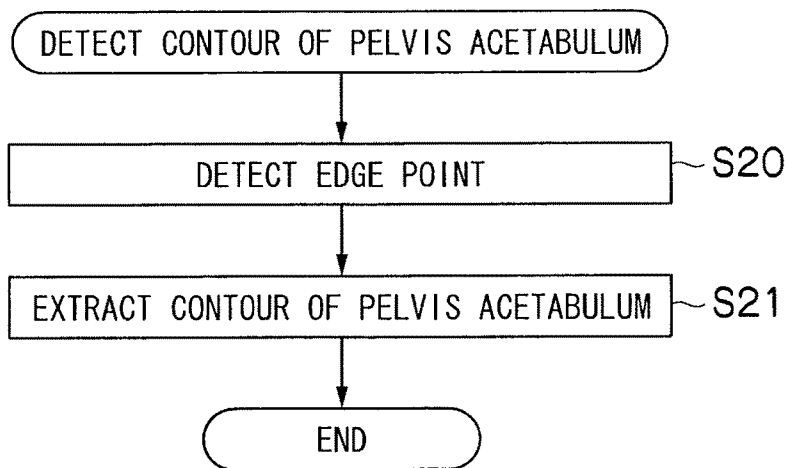 DETECT CONTOUR OF PELVIS ACETABULUM
DETECT EDGE POINT
S20
EXTRACT CONTOUR OF PELVIS ACETABULUM
S21
END